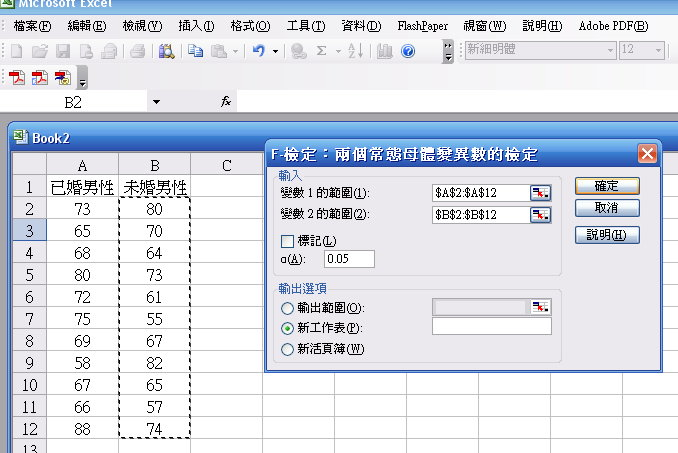 Microsoft Excel
檔案(F) 編輯(E) 檢視(V) 插入(I) 格式(O) 工具(T) 資料(D) FlashPaper 視窗(W) 說明(H) Adobe PDF(B)
新細明體 12
B2 fx
Book2
A B C
1 已婚男性 未婚男性
2 73 80
3 65 70
4 68 64
5 80 73
6 72 61
7 75 55
8 69 67
9 58 82
10 67 65
11 66 57
12 88 74
13
F-檢定：兩個常態母體變異數的檢定
輸入
變數 1 的範圍(1): $A$2:$A$12
變數 2 的範圍(2): $B$2:$B$12
標記(L)
α(A): 0.05
輸出選項
輸出範圍(O):
新工作表(P):
新活頁簿(W)
確定
取消
說明(H)